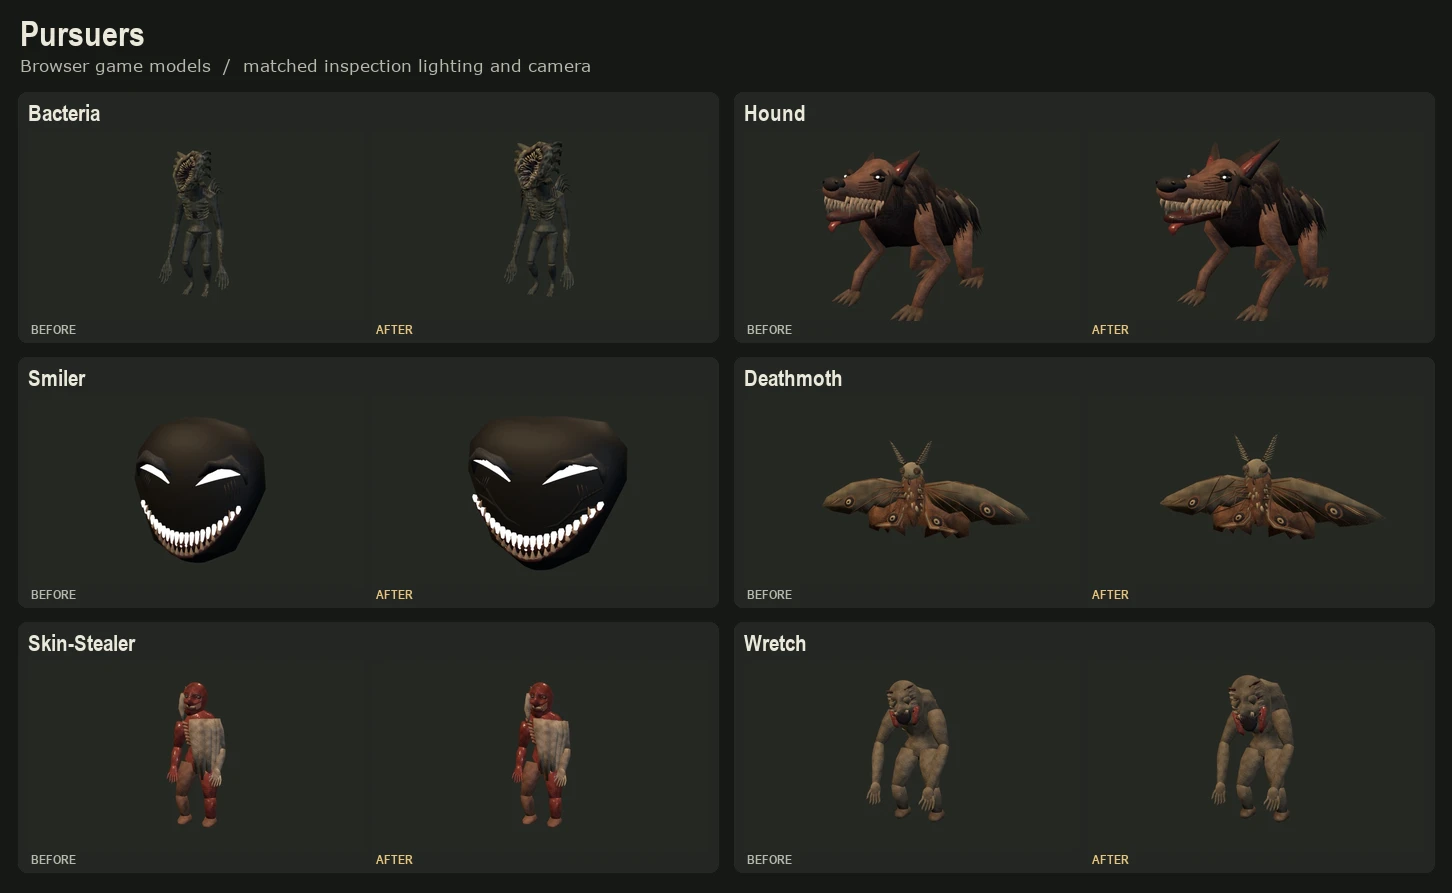 Pursuers
Browser game models / matched inspection lighting and camera
Bacteria
BEFORE
AFTER
Hound
BEFORE
AFTER
Smiler
BEFORE
AFTER
Deathmoth
BEFORE
AFTER
Skin-Stealer
BEFORE
AFTER
Wretch
BEFORE
AFTER